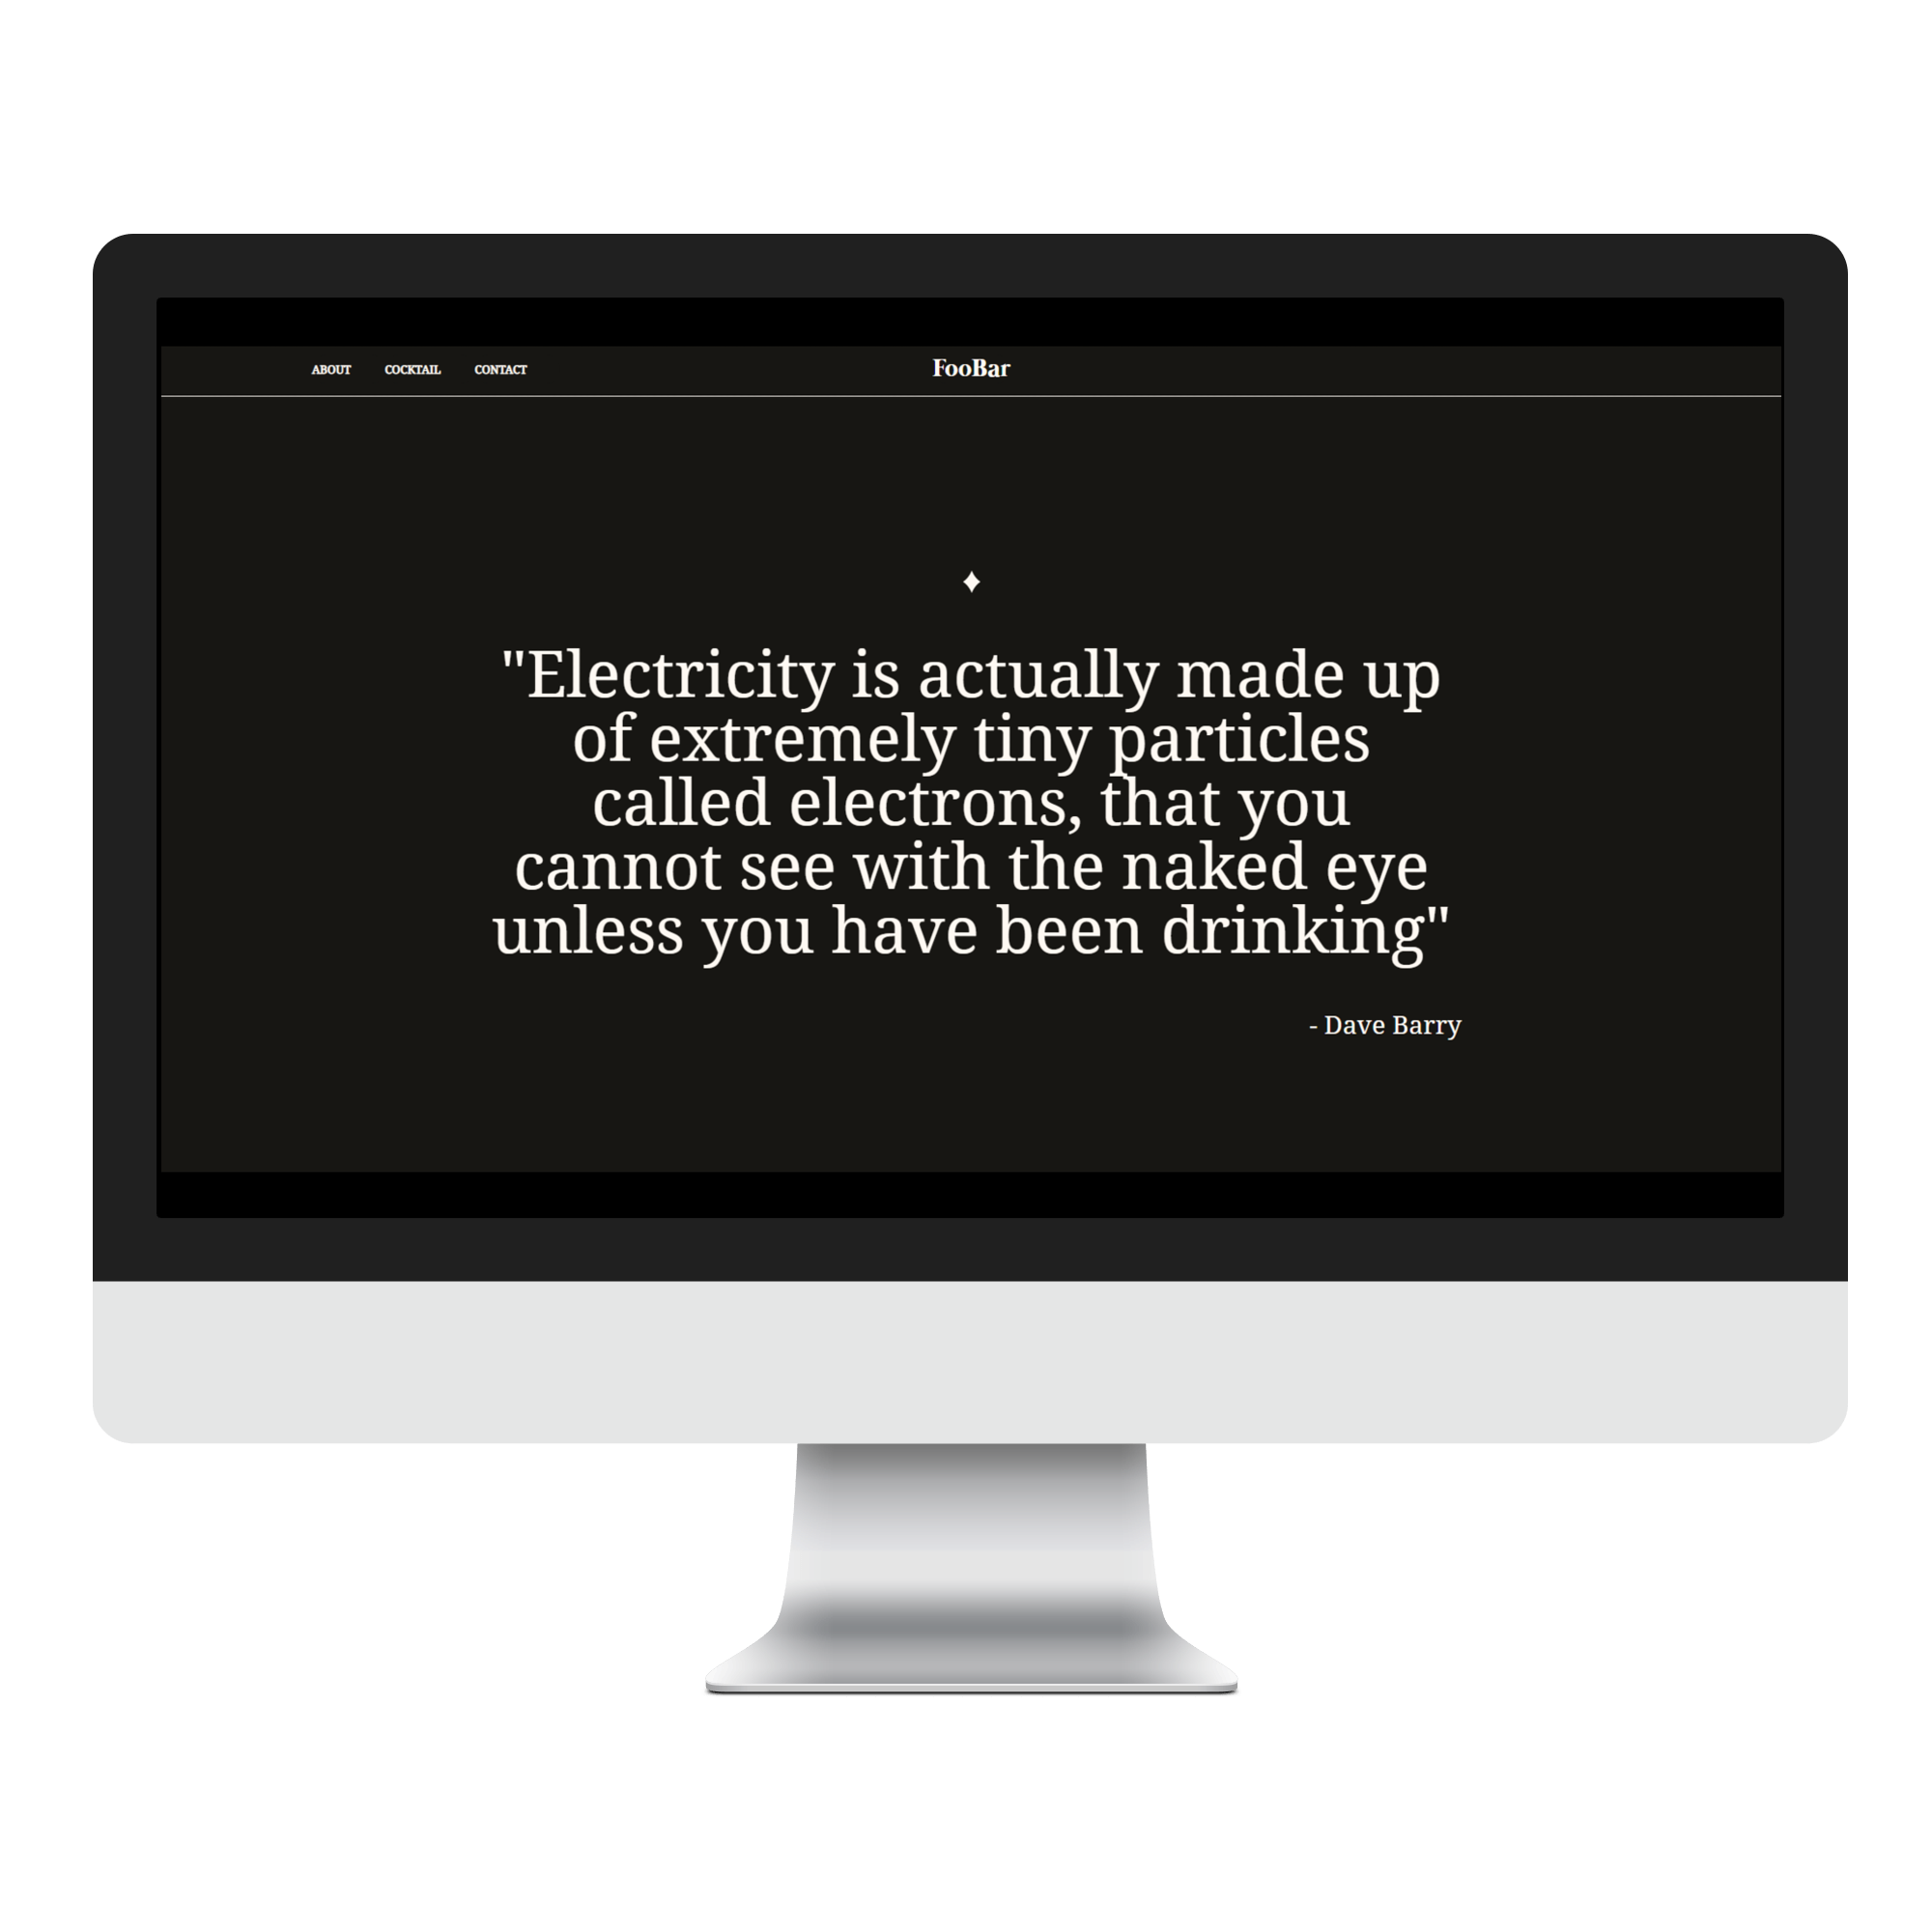 ABOUT COCKTAIL CONTACT FooBar
"Electricity is actually made up
of extremely tiny particles
called electrons, that you
cannot see with the naked eye
unless you have been drinking"
- Dave Barry